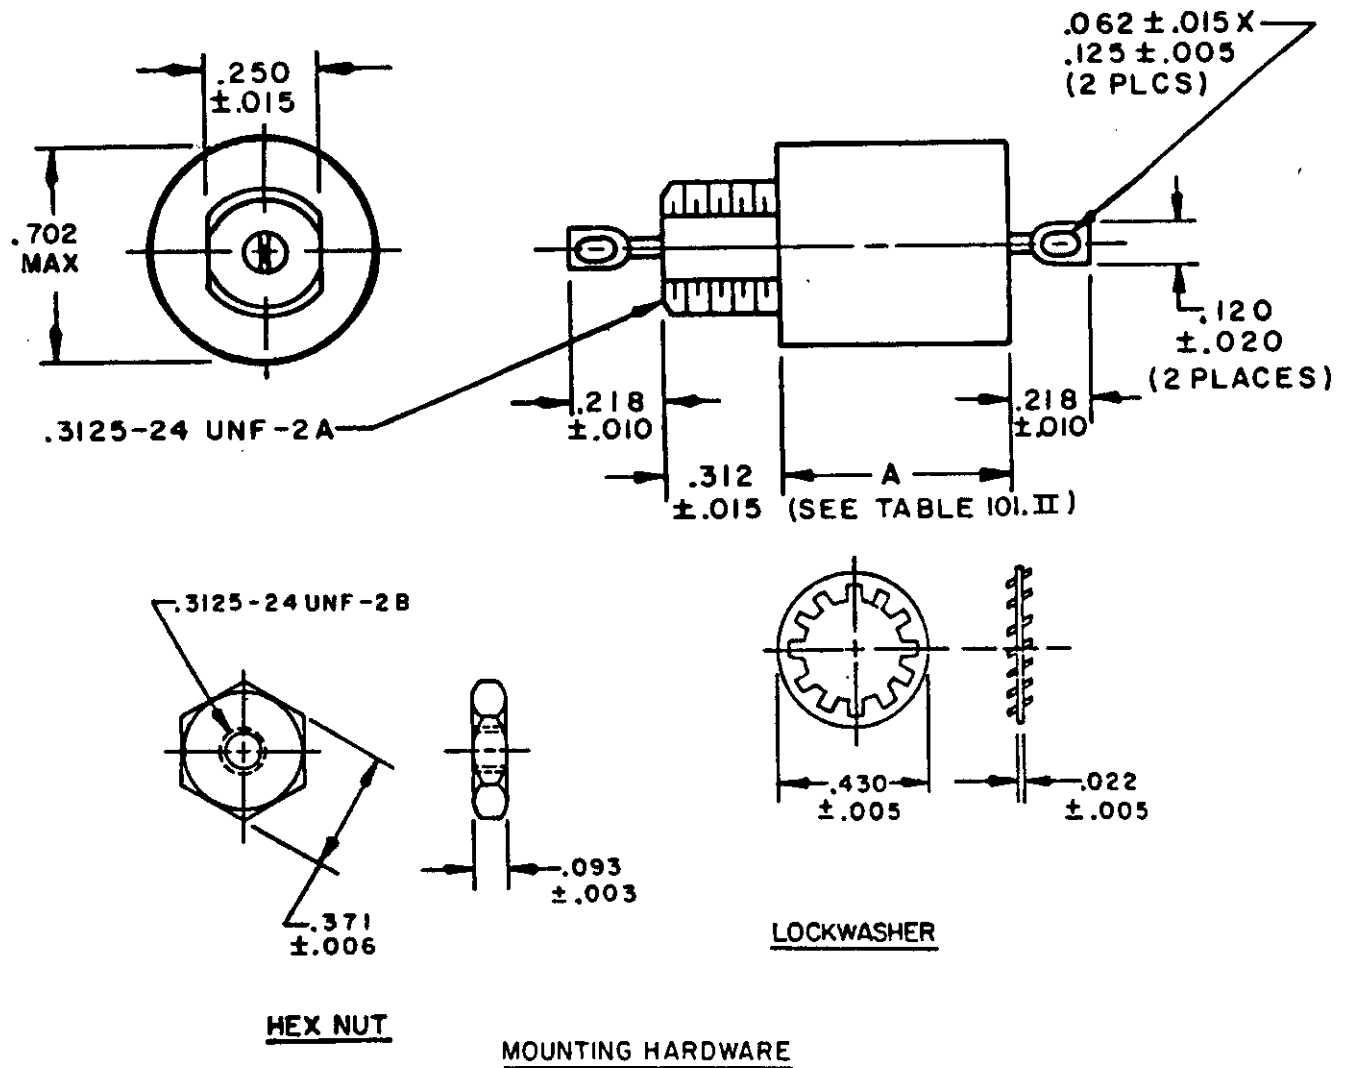 .062 ±.015 X
.125 ±.005
(2 PLCS)
.250
±.015
.702
MAX
.120
±.020
(2 PLACES)
.3125-24 UNF-2A
.218
±.010
.218
±.010
.312
±.015
A
(SEE TABLE 101.II)
.3125-24 UNF-2B
.430
±.005
.022
±.005
.093
±.003
.371
±.006
LOCKWASHER
HEX NUT
MOUNTING HARDWARE